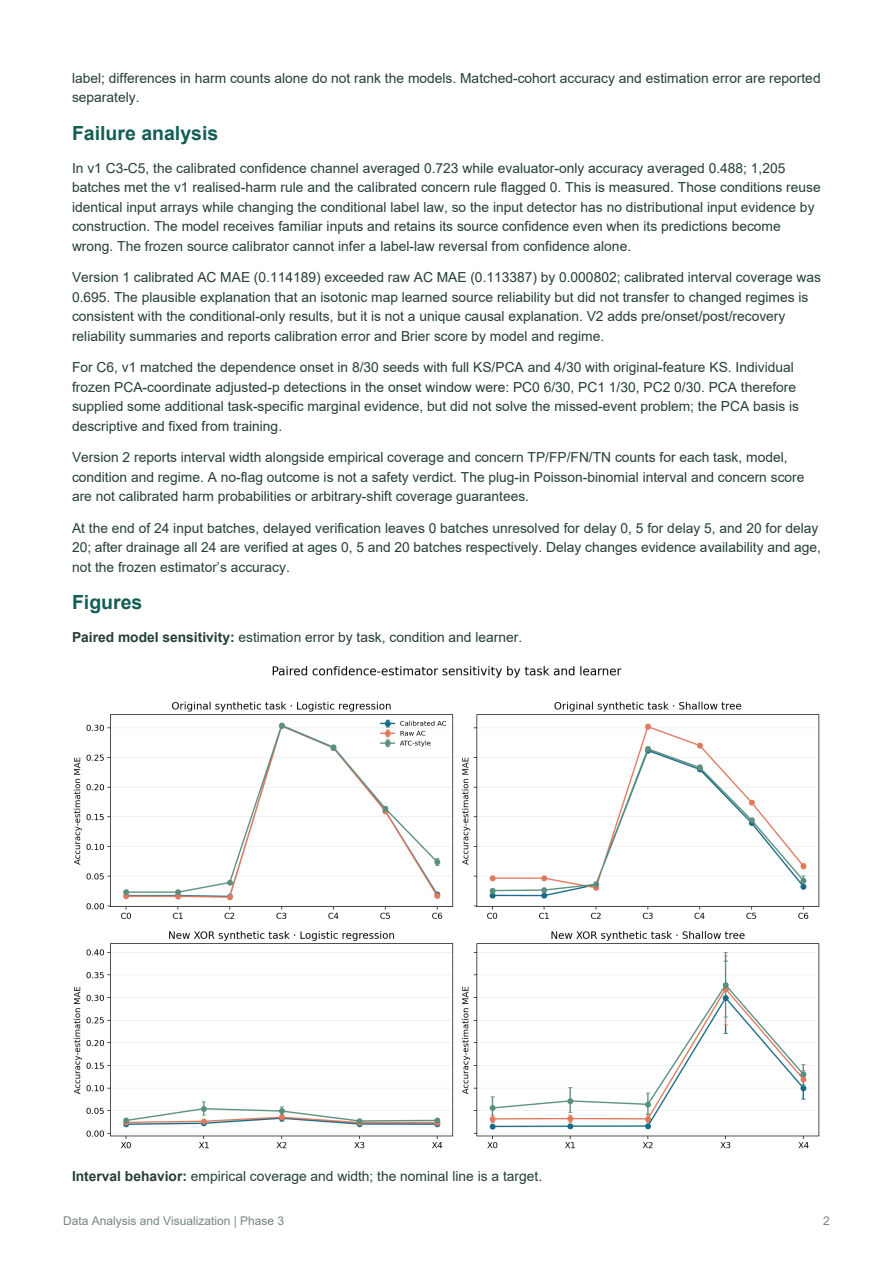 label; differences in harm counts alone do not rank the models. Matched-cohort accuracy and estimation error are reported
separately.
Failure analysis
In v1 C3-C5, the calibrated confidence channel averaged 0.723 while evaluator-only accuracy averaged 0.488; 1,205
batches met the v1 realised-harm rule and the calibrated concern rule flagged 0. This is measured. Those conditions reuse
identical input arrays while changing the conditional label law, so the input detector has no distributional input evidence by
construction. The model receives familiar inputs and retains its source confidence even when its predictions become
wrong. The frozen source calibrator cannot infer a label-law reversal from confidence alone.
Version 1 calibrated AC MAE (0.114189) exceeded raw AC MAE (0.113387) by 0.000802; calibrated interval coverage was
0.695. The plausible explanation that an isotonic map learned source reliability but did not transfer to changed regimes is
consistent with the conditional-only results, but it is not a unique causal explanation. V2 adds pre/onset/post/recovery
reliability summaries and reports calibration error and Brier score by model and regime.
For C6, v1 matched the dependence onset in 8/30 seeds with full KS/PCA and 4/30 with original-feature KS. Individual
frozen PCA-coordinate adjusted-p detections in the onset window were: PC0 6/30, PC1 1/30, PC2 0/30. PCA therefore
supplied some additional task-specific marginal evidence, but did not solve the missed-event problem; the PCA basis is
descriptive and fixed from training.
Version 2 reports interval width alongside empirical coverage and concern TP/FP/FN/TN counts for each task, model,
condition and regime. A no-flag outcome is not a safety verdict. The plug-in Poisson-binomial interval and concern score
are not calibrated harm probabilities or arbitrary-shift coverage guarantees.
At the end of 24 input batches, delayed verification leaves 0 batches unresolved for delay 0, 5 for delay 5, and 20 for delay
20; after drainage all 24 are verified at ages 0, 5 and 20 batches respectively. Delay changes evidence availability and age,
not the frozen estimator's accuracy.
Figures
Paired model sensitivity: estimation error by task, condition and learner.
Paired confidence-estimator sensitivity by task and learner
Original synthetic task · Logistic regression
Accuracy-estimation MAE
0.30
0.25
0.20
0.15
0.10
0.05
0.00
Calibrated AC
Raw AC
ATC-style
C0 C1 C2 C3 C4 C5 C6
Original synthetic task · Shallow tree
Accuracy-estimation MAE
C0 C1 C2 C3 C4 C5 C6
New XOR synthetic task · Logistic regression
Accuracy-estimation MAE
0.40
0.35
0.30
0.25
0.20
0.15
0.10
0.05
0.00
X0 X1 X2 X3 X4
New XOR synthetic task · Shallow tree
Accuracy-estimation MAE
X0 X1 X2 X3 X4
Interval behavior: empirical coverage and width; the nominal line is a target.
Data Analysis and Visualization | Phase 3
2